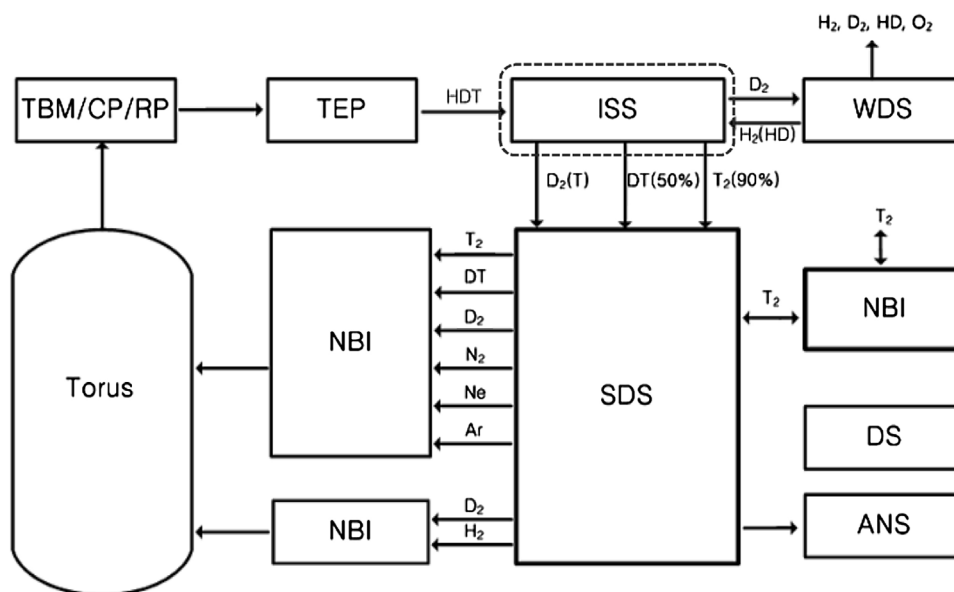 H₂, D₂, HD, O₂
TBM/CP/RP
TEP
HDT
ISS
D₂
H₂(HD)
WDS
D₂(T)
DT(50%)
T₂(90%)
T₂
Torus
NBI
T₂
DT
D₂
N₂
Ne
Ar
SDS
T₂
NBI
DS
NBI
D₂
H₂
ANS